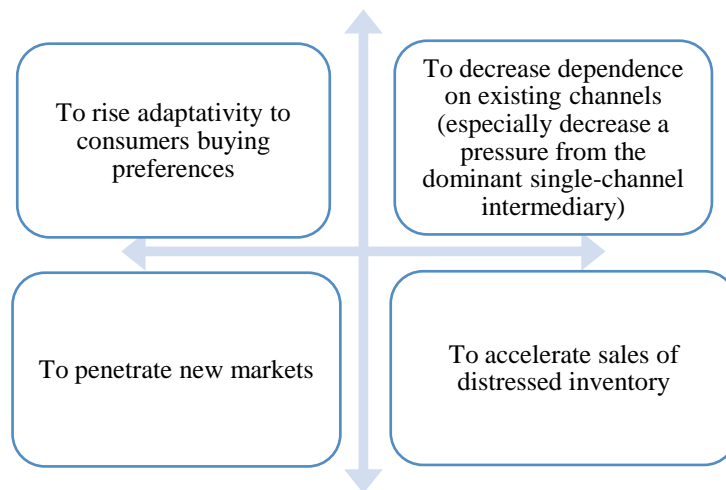 To rise adaptativity to
consumers buying
preferences
To decrease dependence
on existing channels
(especially decrease a
pressure from the
dominant single-channel
intermediary)
To penetrate new markets
To accelerate sales of
distressed inventory